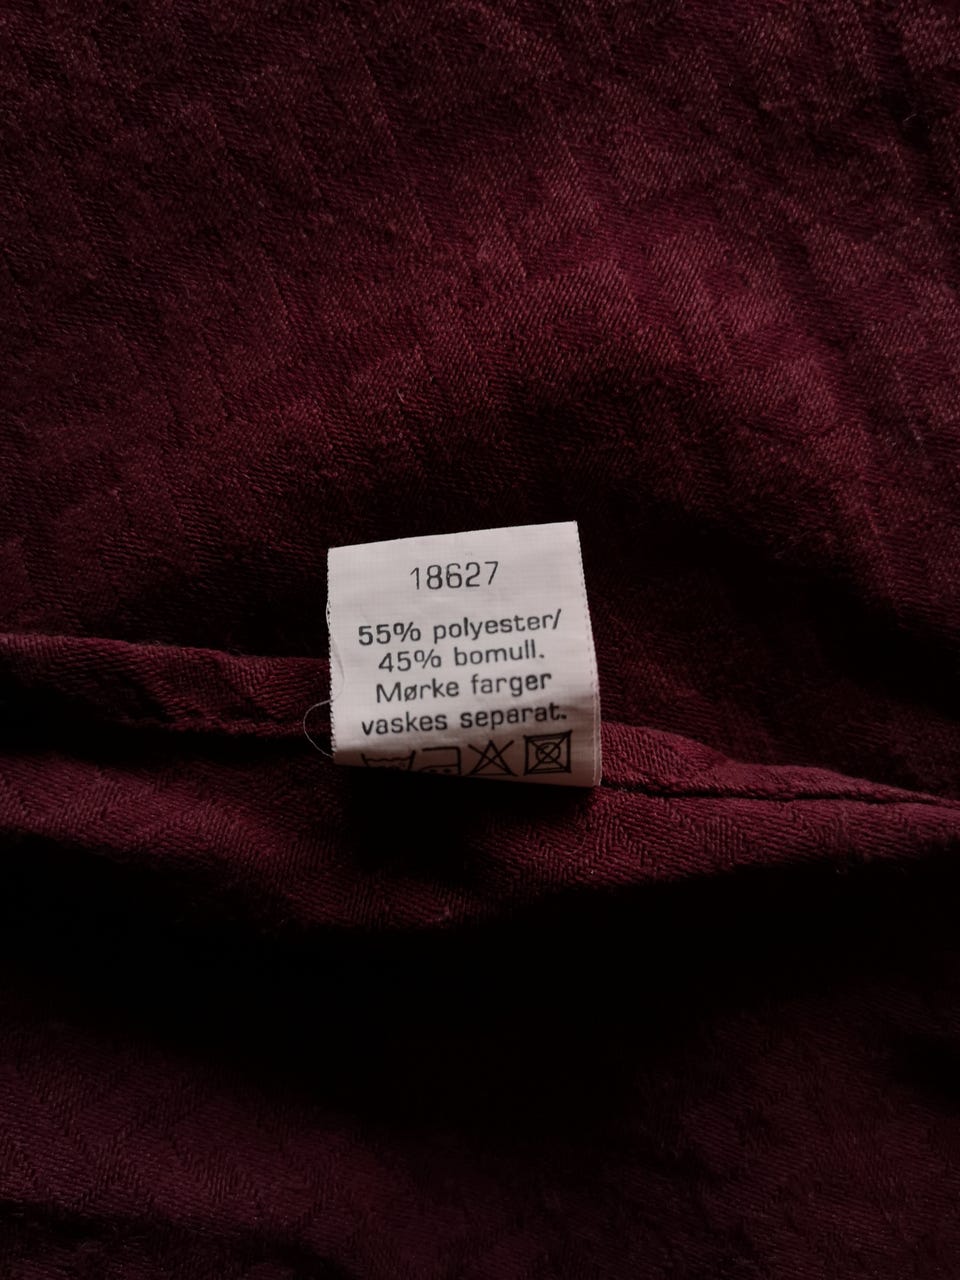 18627
55% polyester/
45% bomull.
Mørke farger
vaskes separat.